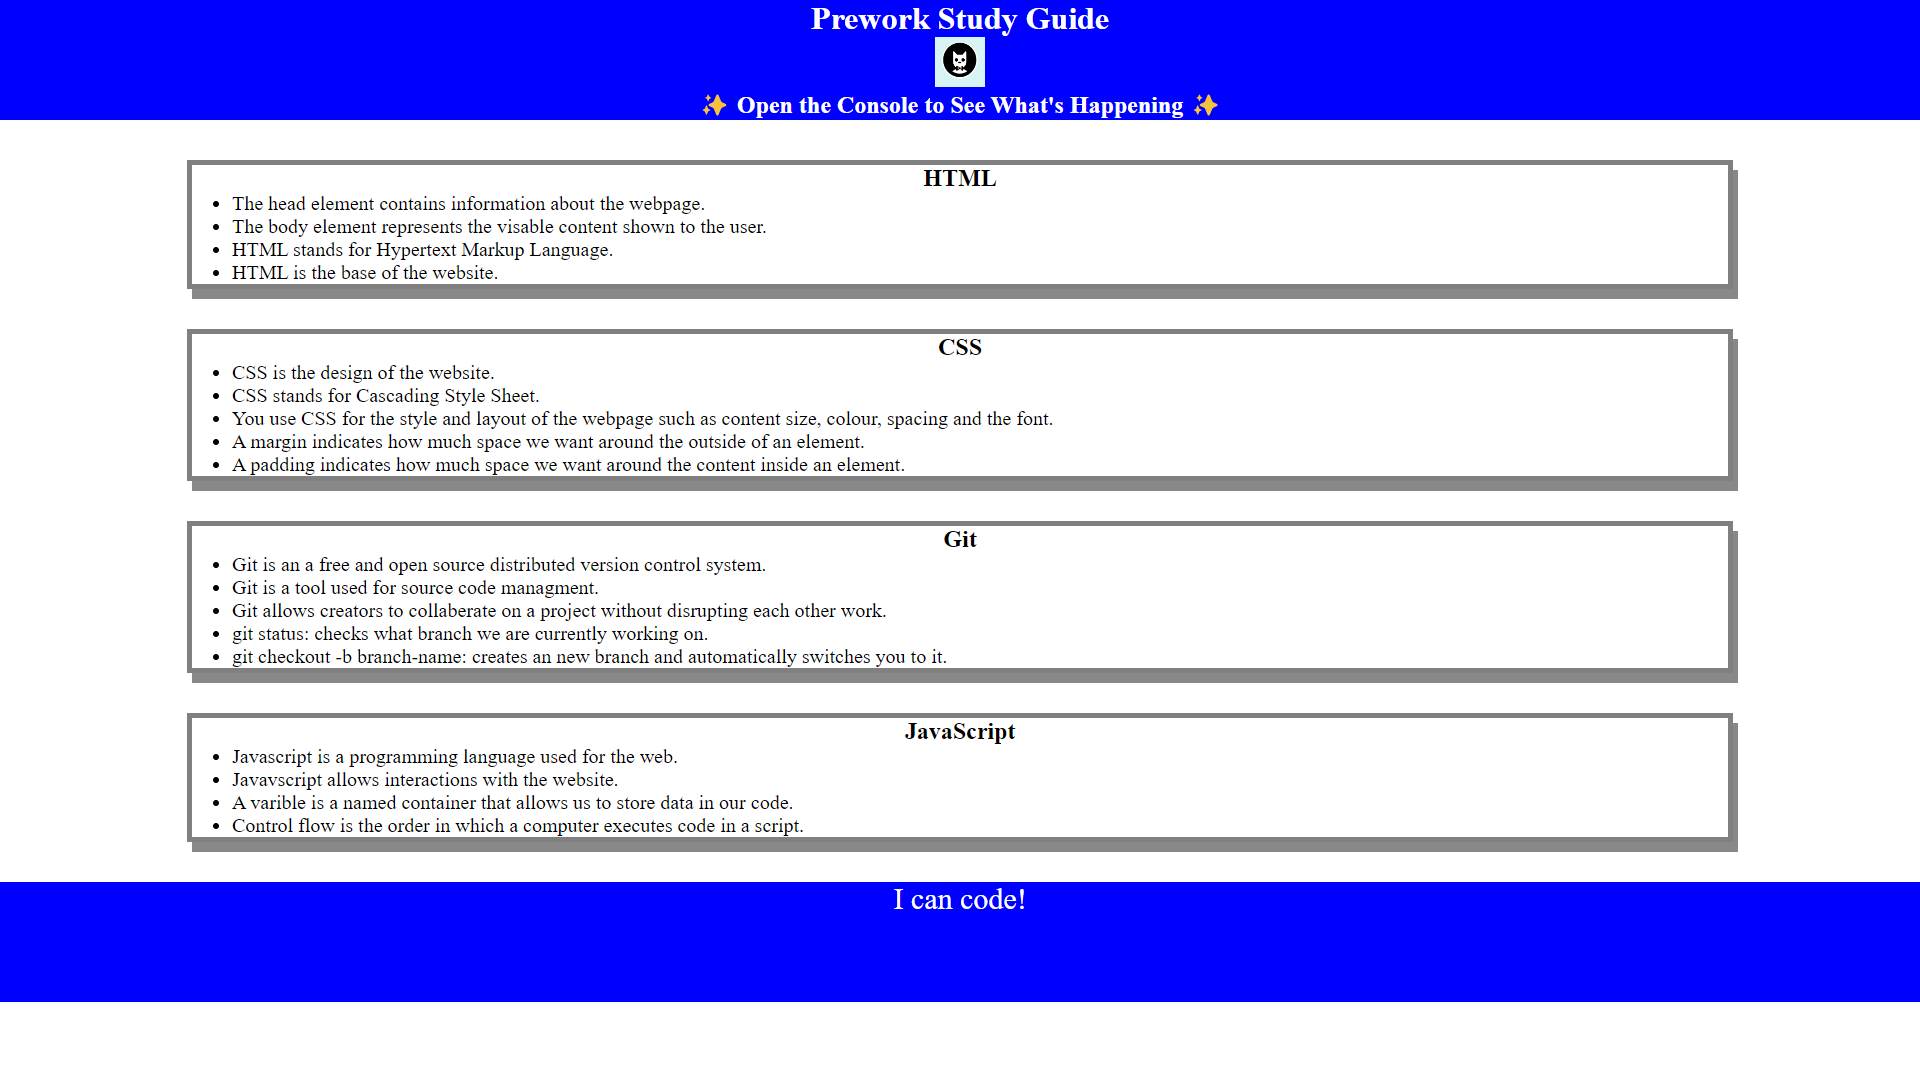 Prework Study Guide
✨ Open the Console to See What's Happening ✨
HTML
• The head element contains information about the webpage.
• The body element represents the visable content shown to the user.
• HTML stands for Hypertext Markup Language.
• HTML is the base of the website.
CSS
• CSS is the design of the website.
• CSS stands for Cascading Style Sheet.
• You use CSS for the style and layout of the webpage such as content size, colour, spacing and the font.
• A margin indicates how much space we want around the outside of an element.
• A padding indicates how much space we want around the content inside an element.
Git
• Git is an a free and open source distributed version control system.
• Git is a tool used for source code managment.
• Git allows creators to collaberate on a project without disrupting each other work.
• git status: checks what branch we are currently working on.
• git checkout -b branch-name: creates an new branch and automatically switches you to it.
JavaScript
• Javascript is a programming language used for the web.
• Javavscript allows interactions with the website.
• A varible is a named container that allows us to store data in our code.
• Control flow is the order in which a computer executes code in a script.
I can code!